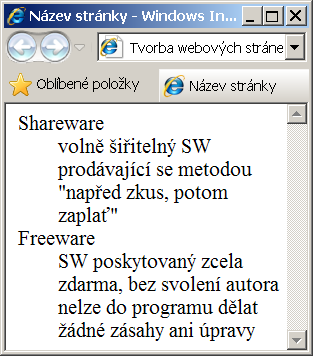 Název stránky - Windows In...
Tvorba webových stráne
Oblíbené položky
Název stránky
Shareware
volně šiřitelný SW
prodávající se metodou
"napřed zkus, potom
zaplať"
Freeware
SW poskytovaný zcela
zdarma, bez svolení autora
nelze do programu dělat
žádné zásahy ani úpravy